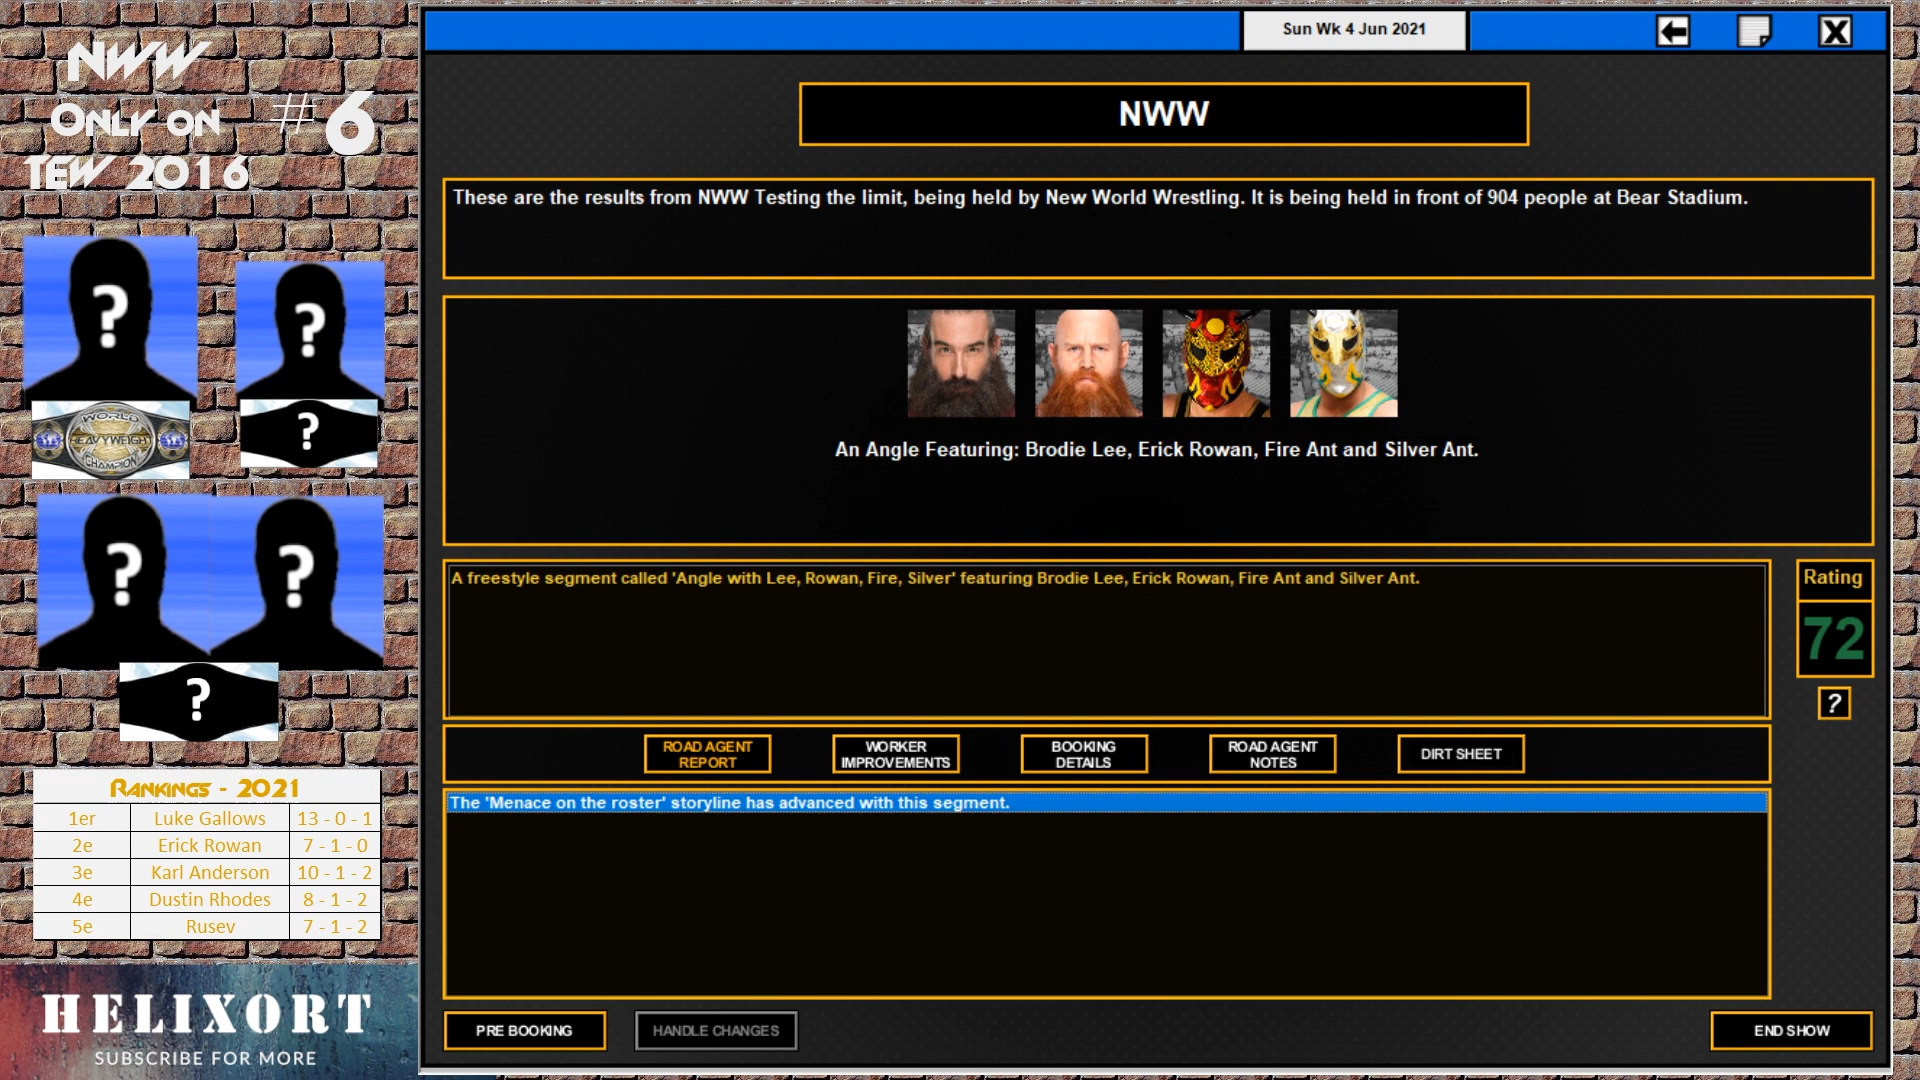 NWW
Only on
TEW 2016
#6
?
?
WORLD
HEAVYWEIGHT
CHAMPION
?
?
?
?
Rankings - 2021
1er Luke Gallows 13 - 0 - 1
2e Erick Rowan 7 - 1 - 0
3e Karl Anderson 10 - 1 - 2
4e Dustin Rhodes 8 - 1 - 2
5e Rusev 7 - 1 - 2
HELIXORT
SUBSCRIBE FOR MORE
Sun Wk 4 Jun 2021
X
NWW
These are the results from NWW Testing the limit, being held by New World Wrestling. It is being held in front of 904 people at Bear Stadium.
An Angle Featuring: Brodie Lee, Erick Rowan, Fire Ant and Silver Ant.
A freestyle segment called 'Angle with Lee, Rowan, Fire, Silver' featuring Brodie Lee, Erick Rowan, Fire Ant and Silver Ant.
Rating
72
?
ROAD AGENT
REPORT
WORKER
IMPROVEMENTS
BOOKING
DETAILS
ROAD AGENT
NOTES
DIRT SHEET
The 'Menace on the roster' storyline has advanced with this segment.
PRE BOOKING
HANDLE CHANGES
END SHOW